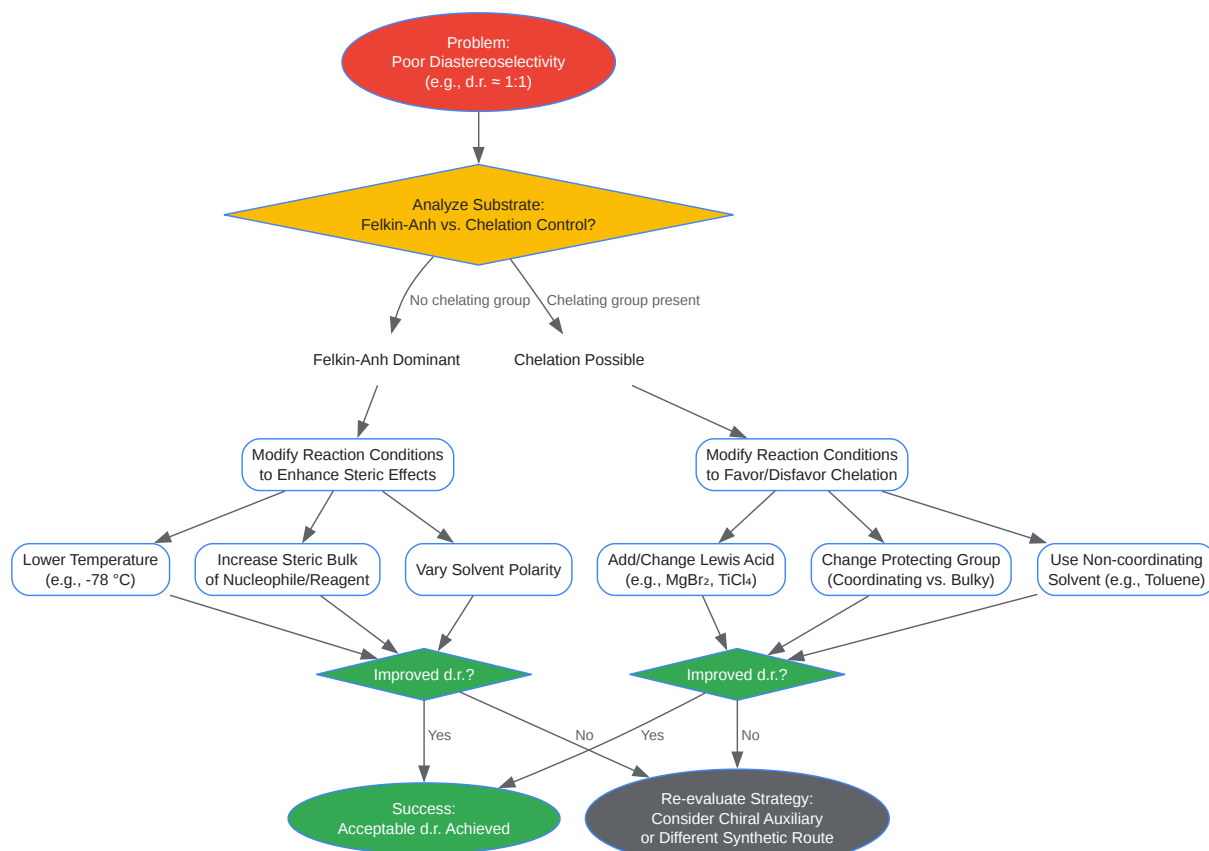 Problem:
Poor Diastereoselectivity
(e.g., d.r. ≈ 1:1)
Analyze Substrate:
Felkin-Anh vs. Chelation Control?
No chelating group
Chelating group present
Felkin-Anh Dominant
Chelation Possible
Modify Reaction Conditions
to Enhance Steric Effects
Modify Reaction Conditions
to Favor/Disfavor Chelation
Lower Temperature
(e.g., -78 °C)
Increase Steric Bulk
of Nucleophile/Reagent
Vary Solvent Polarity
Add/Change Lewis Acid
(e.g., MgBr₂, TiCl₄)
Change Protecting Group
(Coordinating vs. Bulky)
Use Non-coordinating
Solvent (e.g., Toluene)
Improved d.r.?
Improved d.r.?
Yes
No
Yes
No
Success:
Acceptable d.r. Achieved
Re-evaluate Strategy:
Consider Chiral Auxiliary
or Different Synthetic Route